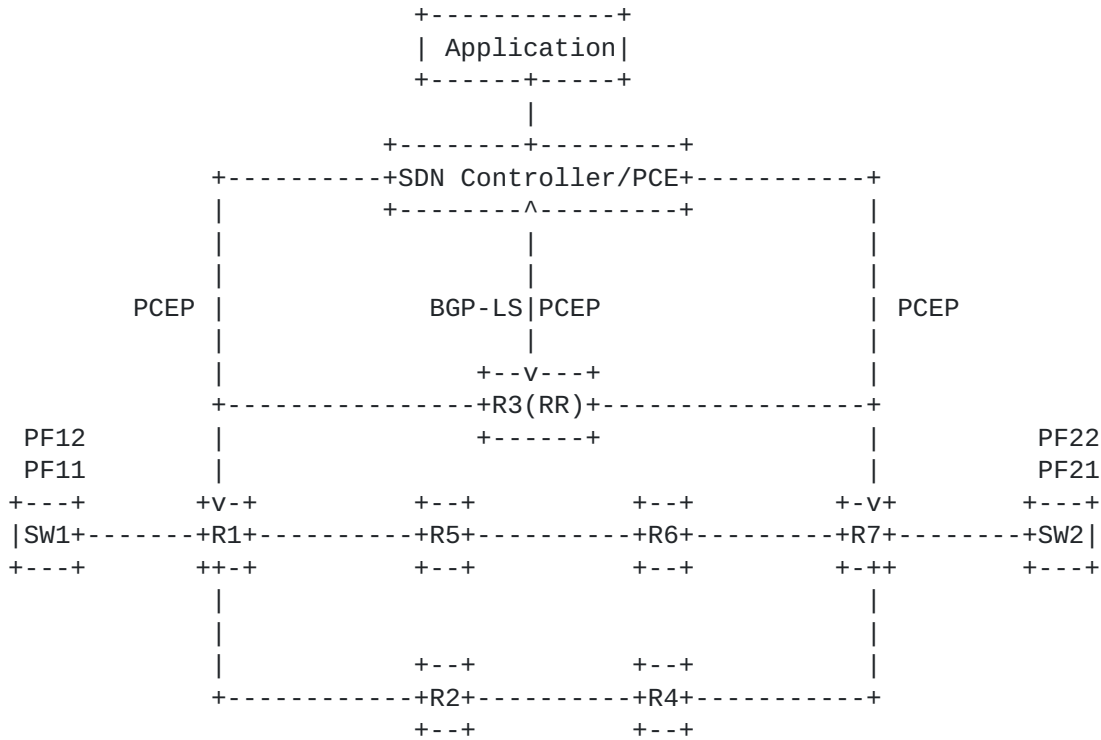 Application
SDN Controller/PCE
PCEP BGP-LS PCEP PCEP
R3(RR)
PF12 PF22
PF11 PF21
SW1 R1 R5 R6 R7 SW2
R2 R4